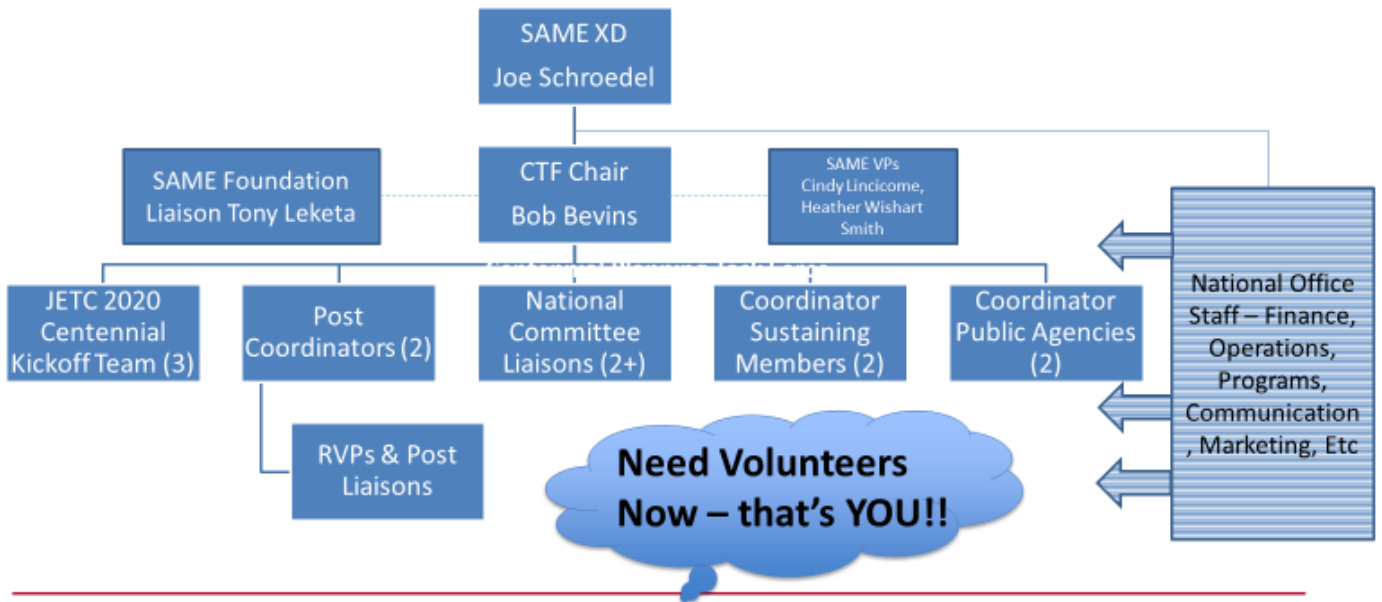 SAME XD
Joe Schroedel
SAME Foundation
Liaison Tony Leketa
CTF Chair
Bob Bevins
SAME VPs
Cindy Lincicome,
Heather Wishart
Smith
JETC 2020
Centennial
Kickoff Team (3)
Post
Coordinators (2)
National
Committee
Liaisons (2+)
Coordinator
Sustaining
Members (2)
Coordinator
Public Agencies
(2)
RVPs & Post
Liaisons
National Office
Staff – Finance,
Operations,
Programs,
Communication
, Marketing, Etc
Need Volunteers
Now – that's YOU!!